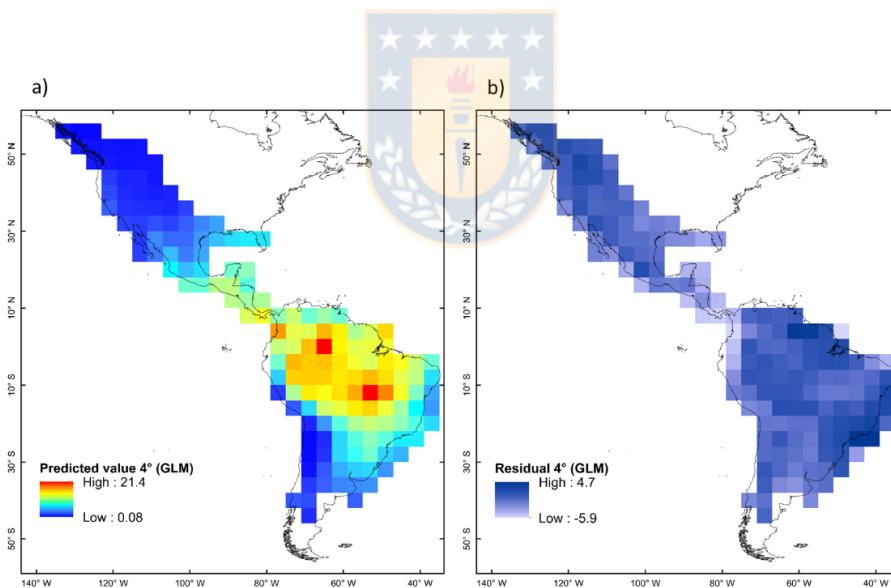 a)
b)
50° N
30° N
10° N
10° S
30° S
50° S
Predicted value 4° (GLM)
High : 21.4
Low : 0.08
Residual 4° (GLM)
High : 4.7
Low : -5.9
140° W 120° W 100° W 80° W 60° W 40° W
140° W 120° W 100° W 80° W 60° W 40° W